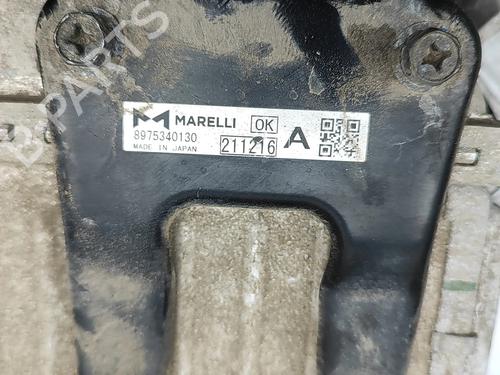 MARELLI OK
8975340130
MADE IN JAPAN 211216 A
B-PARTS